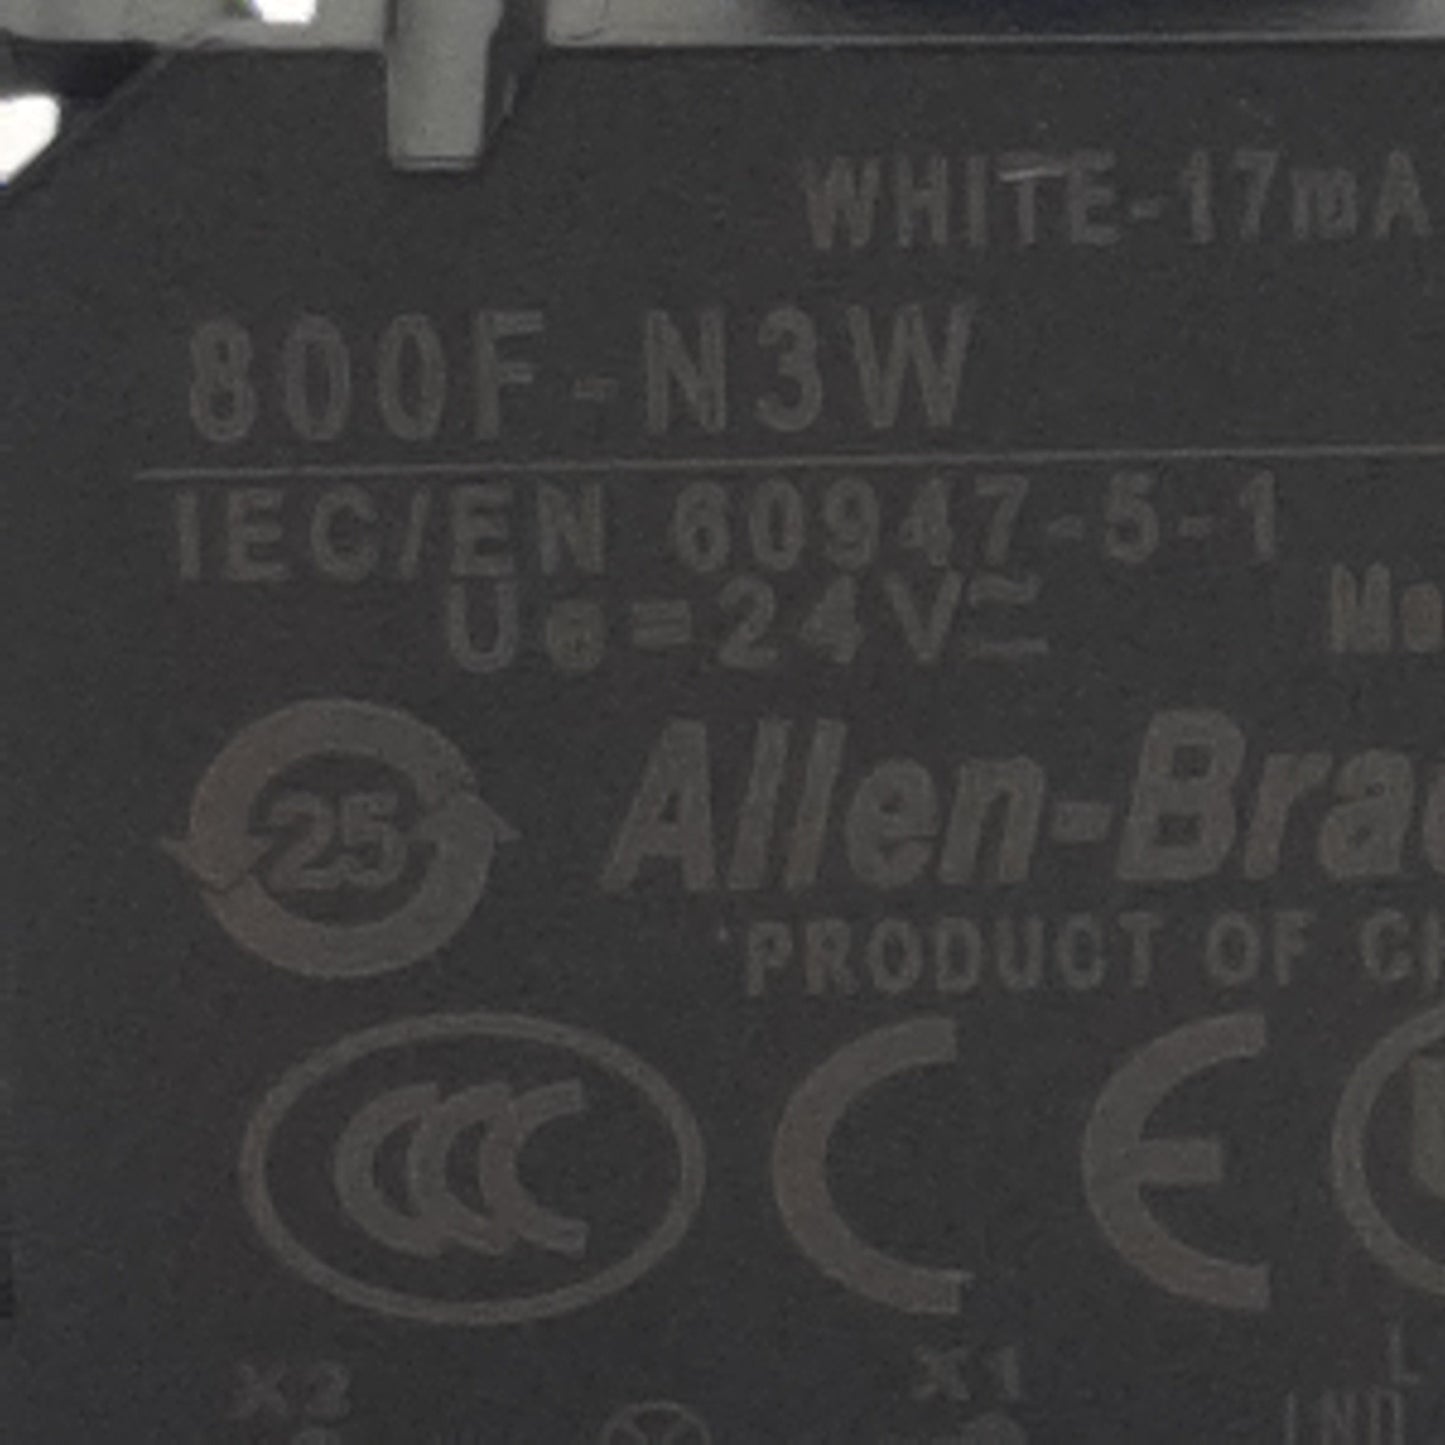 WHITE-17mA
800F-N3W
IEC/EN 60947-5-1
Ue=24V⎓
25
Allen-Bra
PRODUCT OF
CCC CE
X2 X1 L
IND